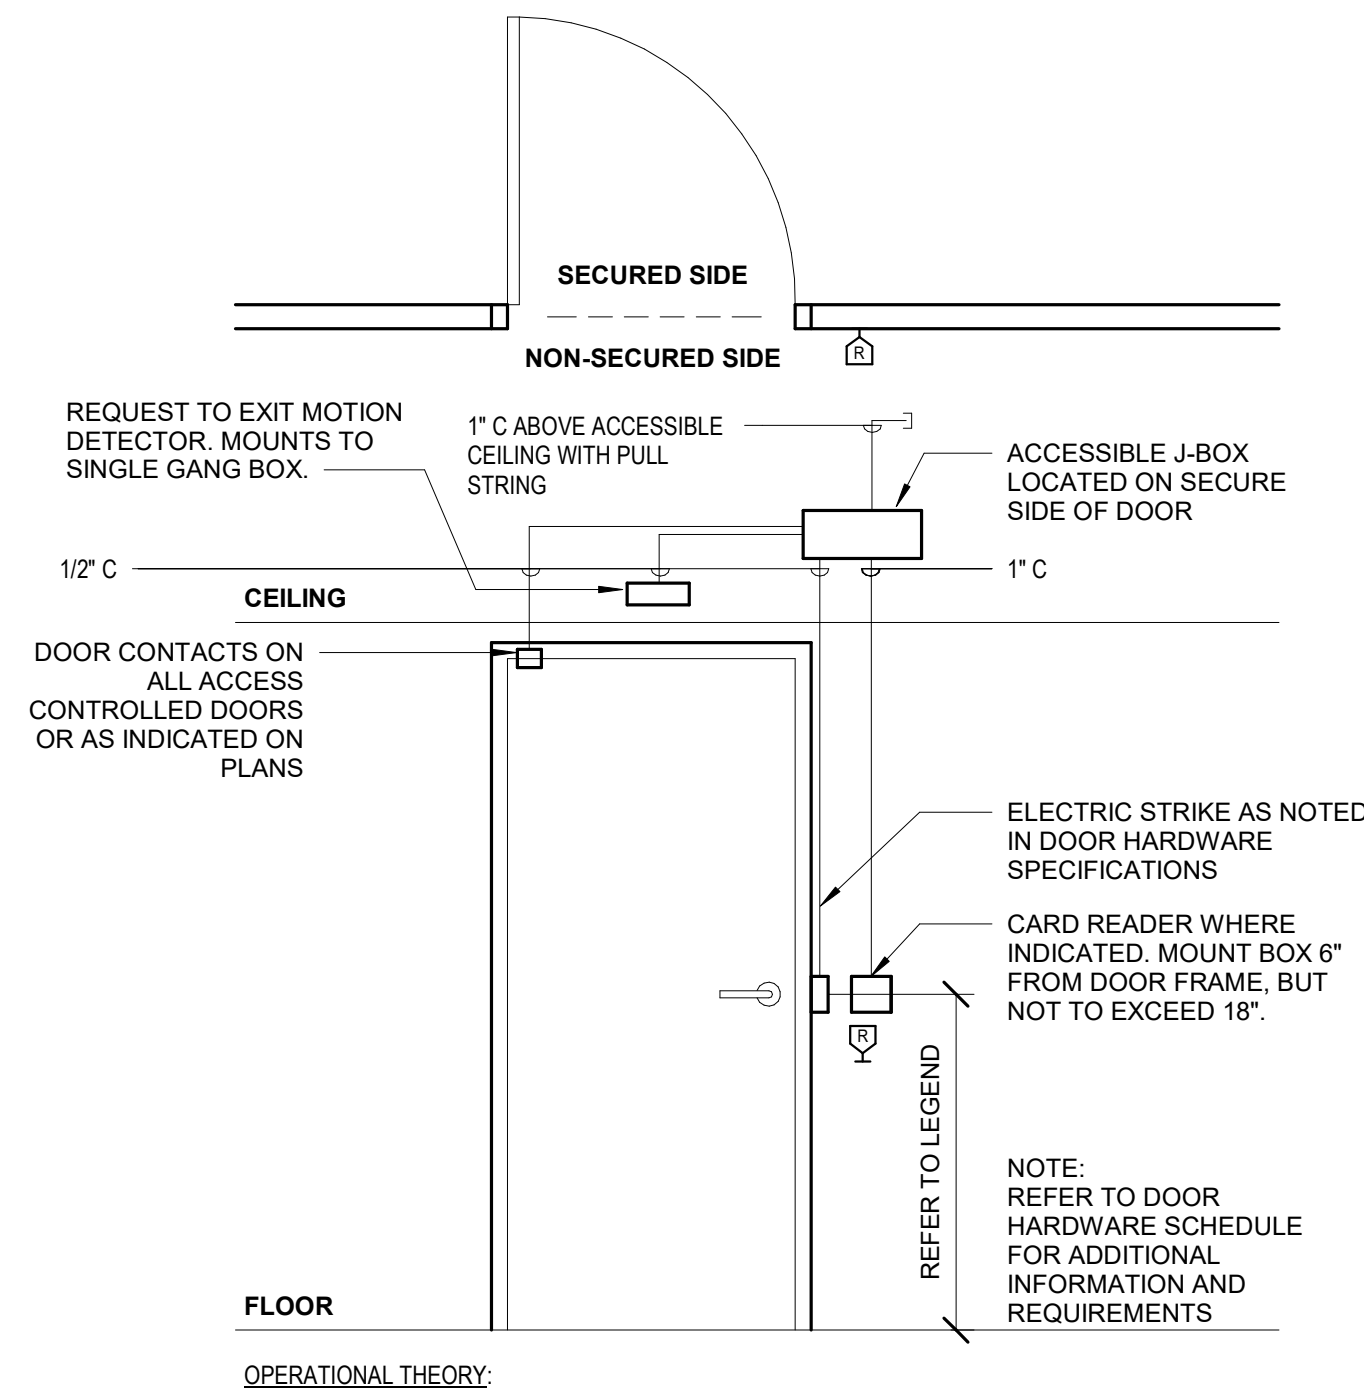 SECURED SIDE
NON-SECURED SIDE
R
REQUEST TO EXIT MOTION
DETECTOR. MOUNTS TO
SINGLE GANG BOX.
1" C ABOVE ACCESSIBLE
CEILING WITH PULL
STRING
ACCESSIBLE J-BOX
LOCATED ON SECURE
SIDE OF DOOR
1/2" C
1" C
CEILING
DOOR CONTACTS ON
ALL ACCESS
CONTROLLED DOORS
OR AS INDICATED ON
PLANS
ELECTRIC STRIKE AS NOTED
IN DOOR HARDWARE
SPECIFICATIONS
CARD READER WHERE
INDICATED. MOUNT BOX 6"
FROM DOOR FRAME, BUT
NOT TO EXCEED 18".
R
REFER TO LEGEND
NOTE:
REFER TO DOOR
HARDWARE SCHEDULE
FOR ADDITIONAL
INFORMATION AND
REQUIREMENTS
FLOOR
OPERATIONAL THEORY: